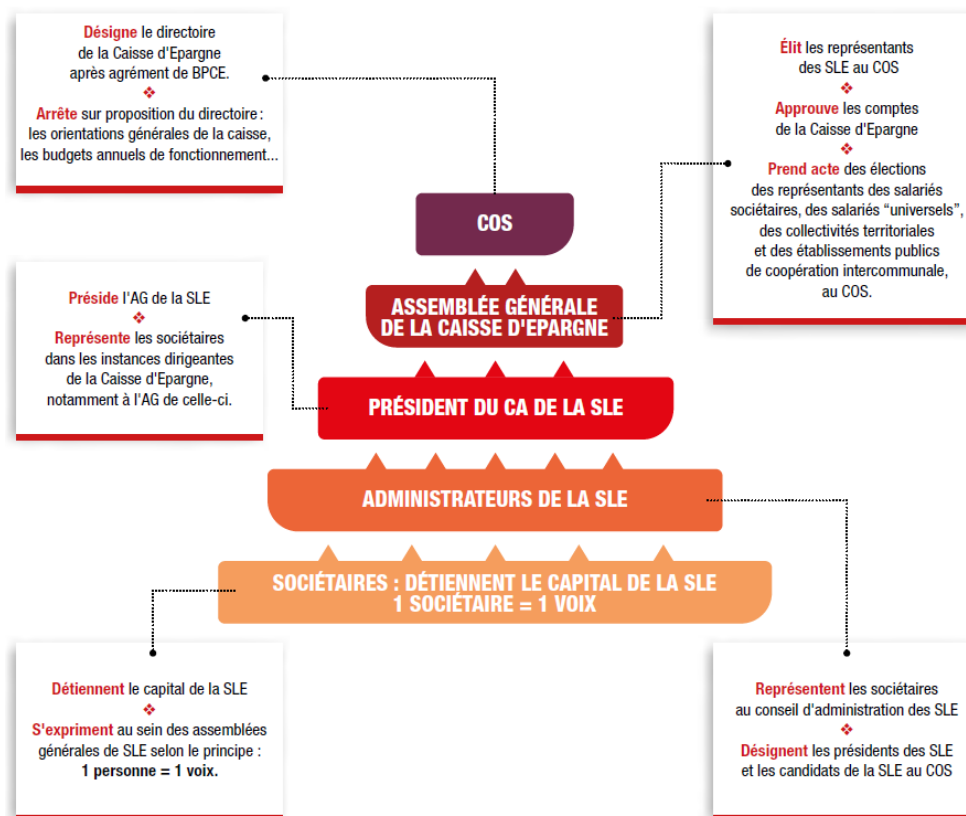 Désigne le directoire
de la Caisse d'Epargne
après agrément de BPCE.
❖
Arrête sur proposition du directoire :
les orientations générales de la caisse,
les budgets annuels de fonctionnement...
Élit les représentants
des SLE au COS
❖
Approuve les comptes
de la Caisse d'Epargne
❖
Prend acte des élections
des représentants des salariés
sociétaires, des salariés “universels”,
des collectivités territoriales
et des établissements publics
de coopération intercommunale,
au COS.
COS
ASSEMBLÉE GÉNÉRALE
DE LA CAISSE D'EPARGNE
Préside l'AG de la SLE
❖
Représente les sociétaires
dans les instances dirigeantes
de la Caisse d'Epargne,
notamment à l'AG de celle-ci.
PRÉSIDENT DU CA DE LA SLE
ADMINISTRATEURS DE LA SLE
SOCIÉTAIRES : DÉTIENNENT LE CAPITAL DE LA SLE
1 SOCIÉTAIRE = 1 VOIX
Détiennent le capital de la SLE
❖
S'expriment au sein des assemblées
générales de SLE selon le principe :
1 personne = 1 voix.
Représentent les sociétaires
au conseil d'administration des SLE
❖
Désignent les présidents des SLE
et les candidats de la SLE au COS